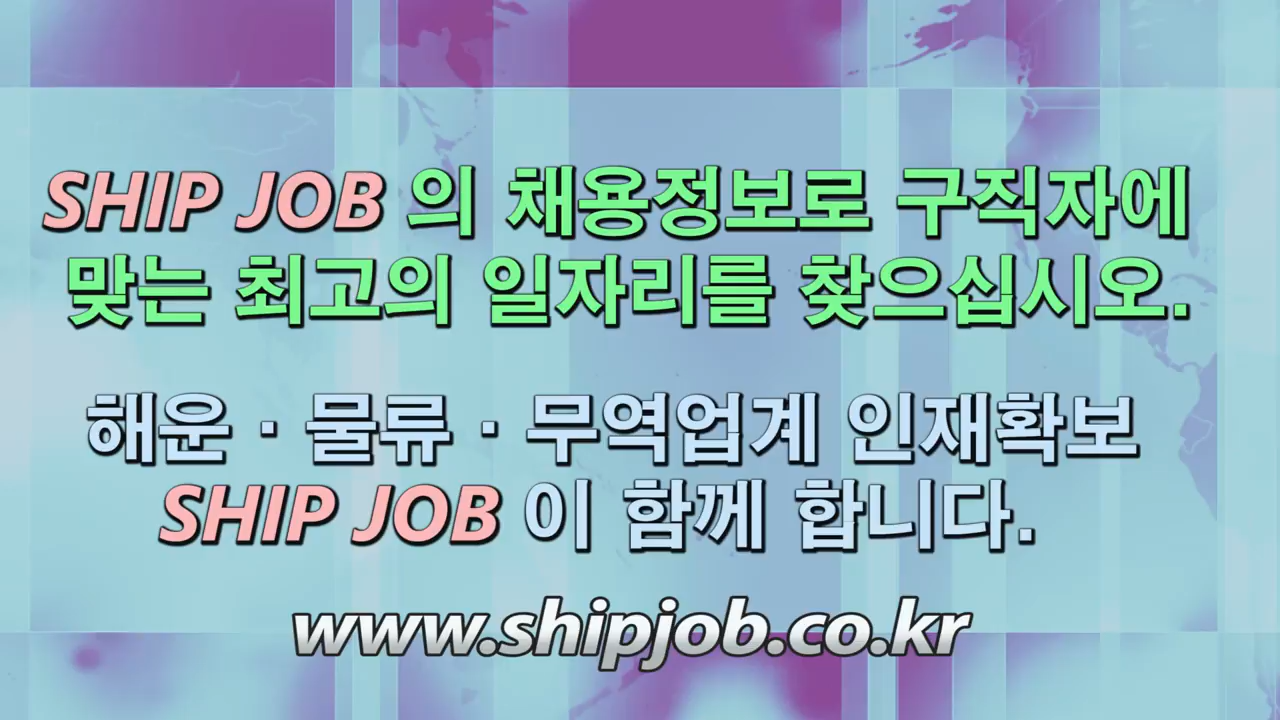 SHIP JOB 의 채용정보로 구직자에
맞는 최고의 일자리를 찾으십시오.
해운 · 물류 · 무역업계 인재확보
SHIP JOB 이 함께 합니다.
www.shipjob.co.kr